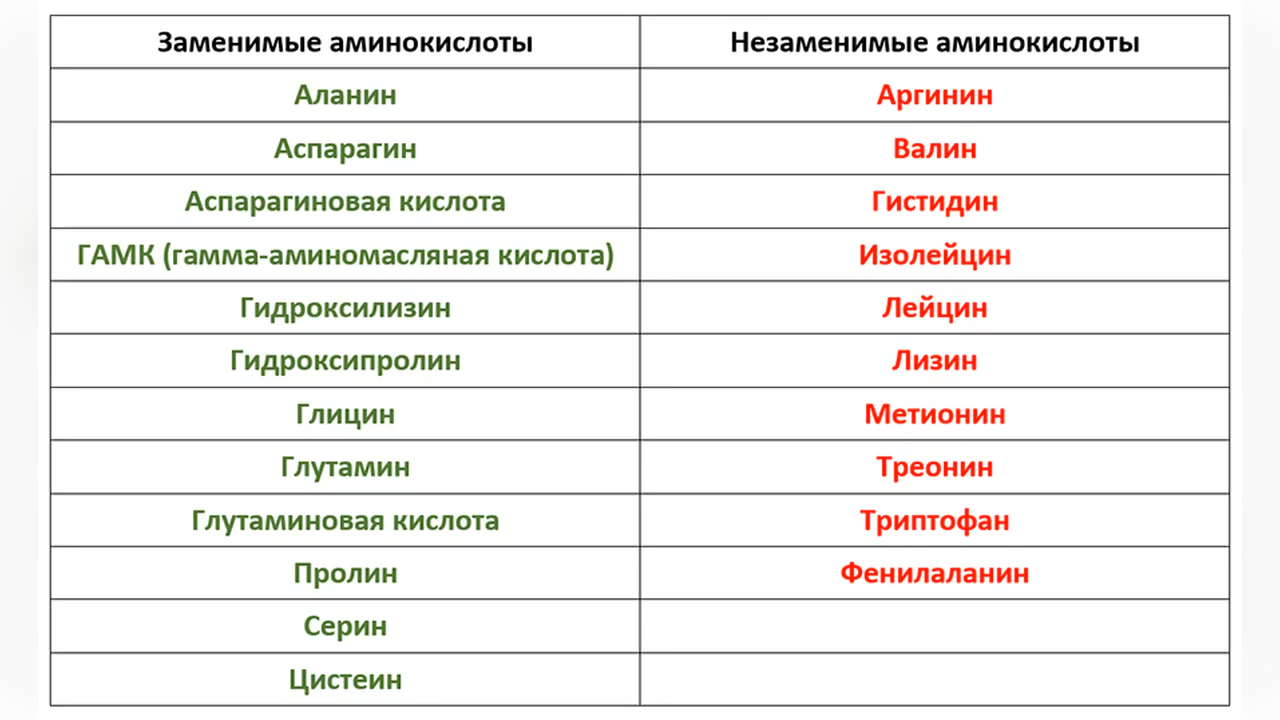 Заменимые аминокислоты Незаменимые аминокислоты
Аланин Аргинин
Аспарагин Валин
Аспарагиновая кислота Гистидин
ГАМК (гамма-аминомасляная кислота) Изолейцин
Гидроксилизин Лейцин
Гидроксипролин Лизин
Глицин Метионин
Глутамин Треонин
Глутаминовая кислота Триптофан
Пролин Фенилаланин
Серин
Цистеин